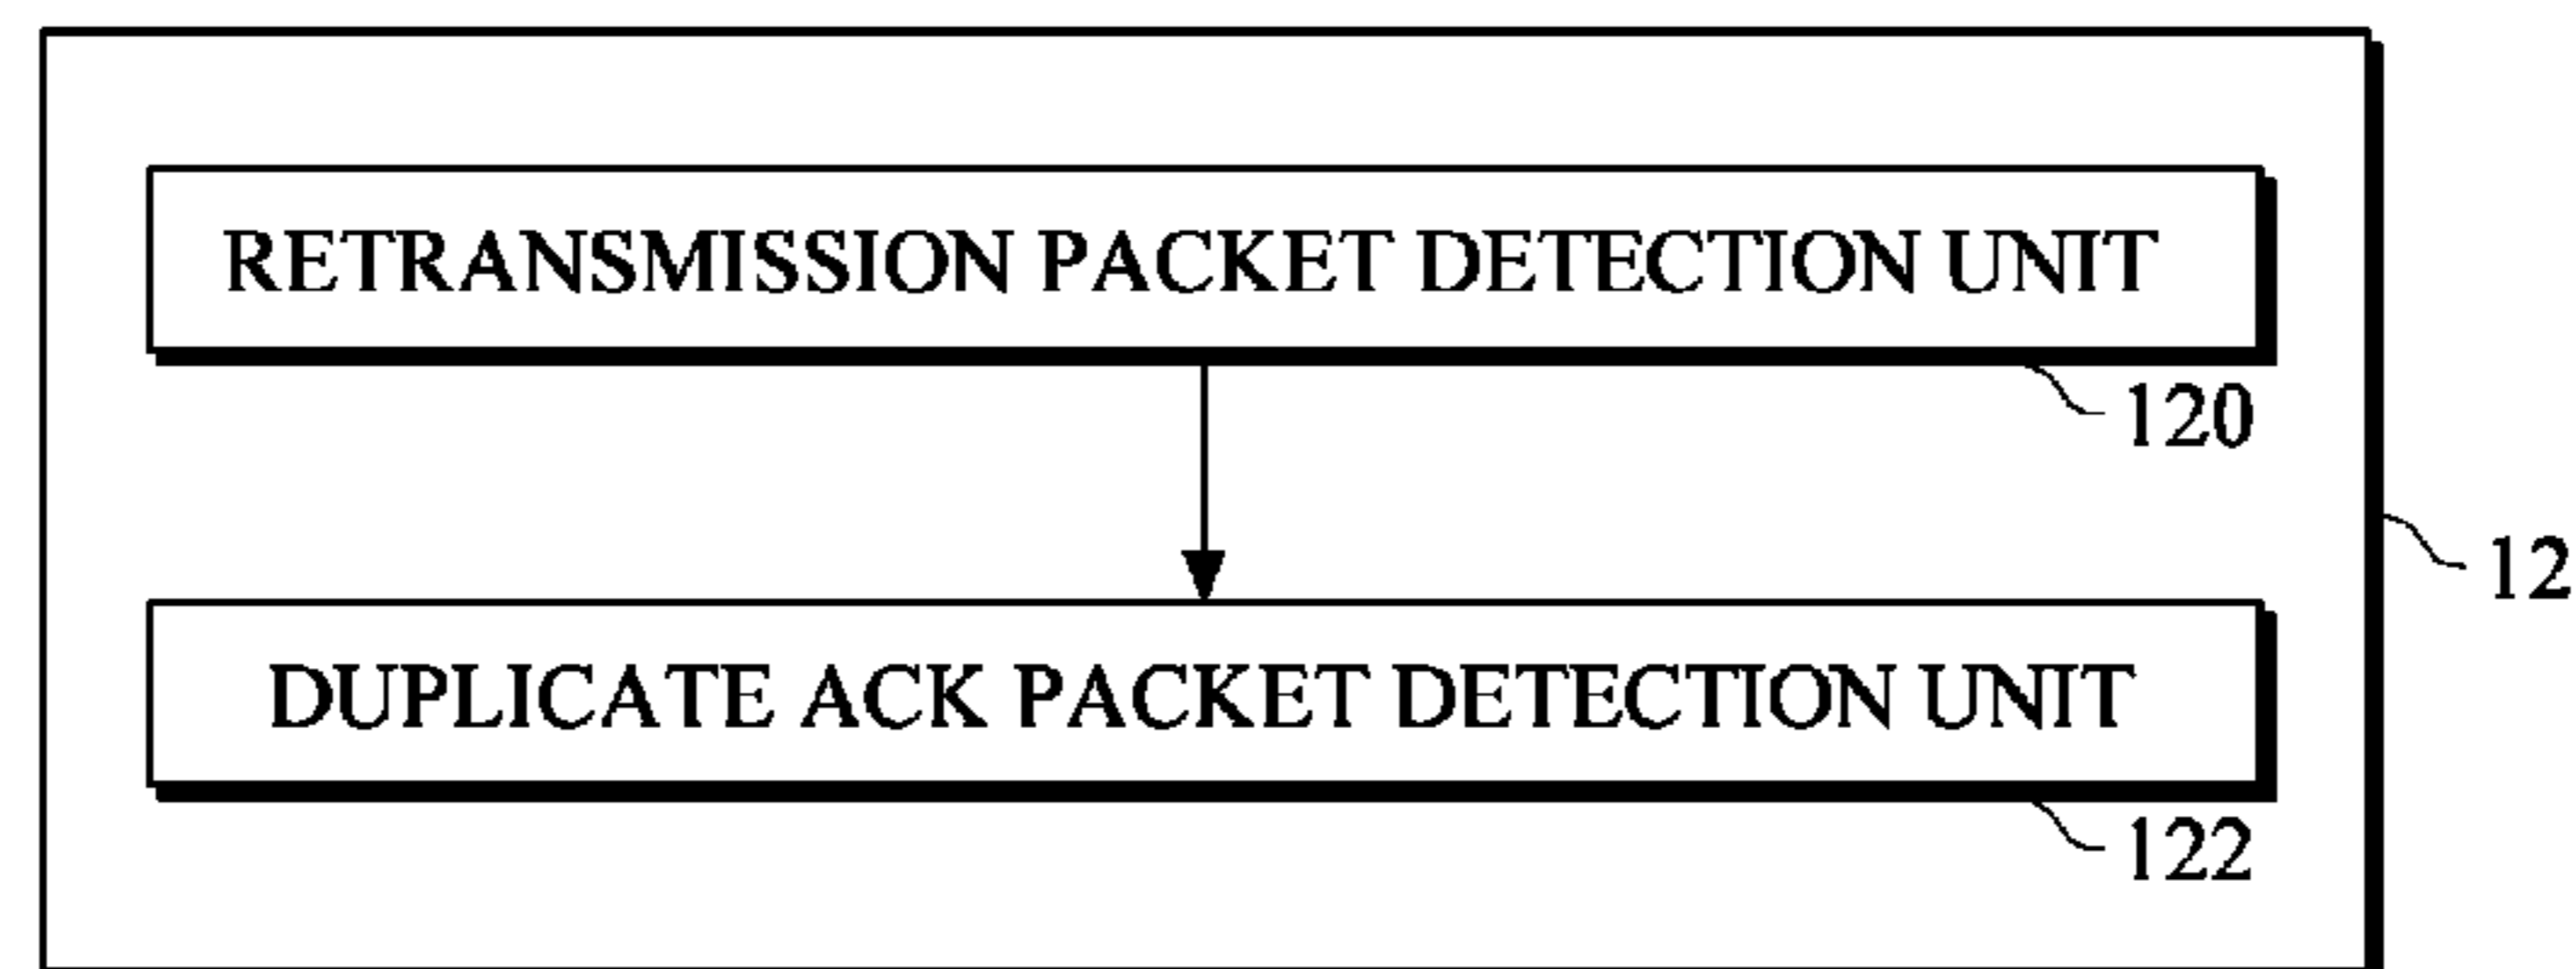 RETRANSMISSION PACKET DETECTION UNIT
120
12
DUPLICATE ACK PACKET DETECTION UNIT
122